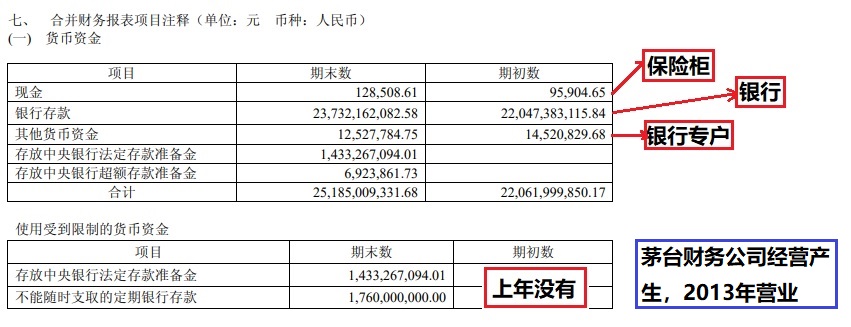 七、 合并财务报表项目注释（单位：元 币种：人民币）
(一) 货币资金
项目 期末数 期初数
现金 128,508.61 95,904.65
银行存款 23,732,162,082.58 22,047,383,115.84
其他货币资金 12,527,784.75 14,520,829.68
存放中央银行法定存款准备金 1,433,267,094.01
存放中央银行超额存款准备金 6,923,861.73
合计 25,185,009,331.68 22,061,999,850.17
保险柜
银行
银行专户
使用受到限制的货币资金
项目 期末数 期初数
存放中央银行法定存款准备金 1,433,267,094.01
不能随时支取的定期银行存款 1,760,000,000.00
上年没有
茅台财务公司经营产
生，2013年营业